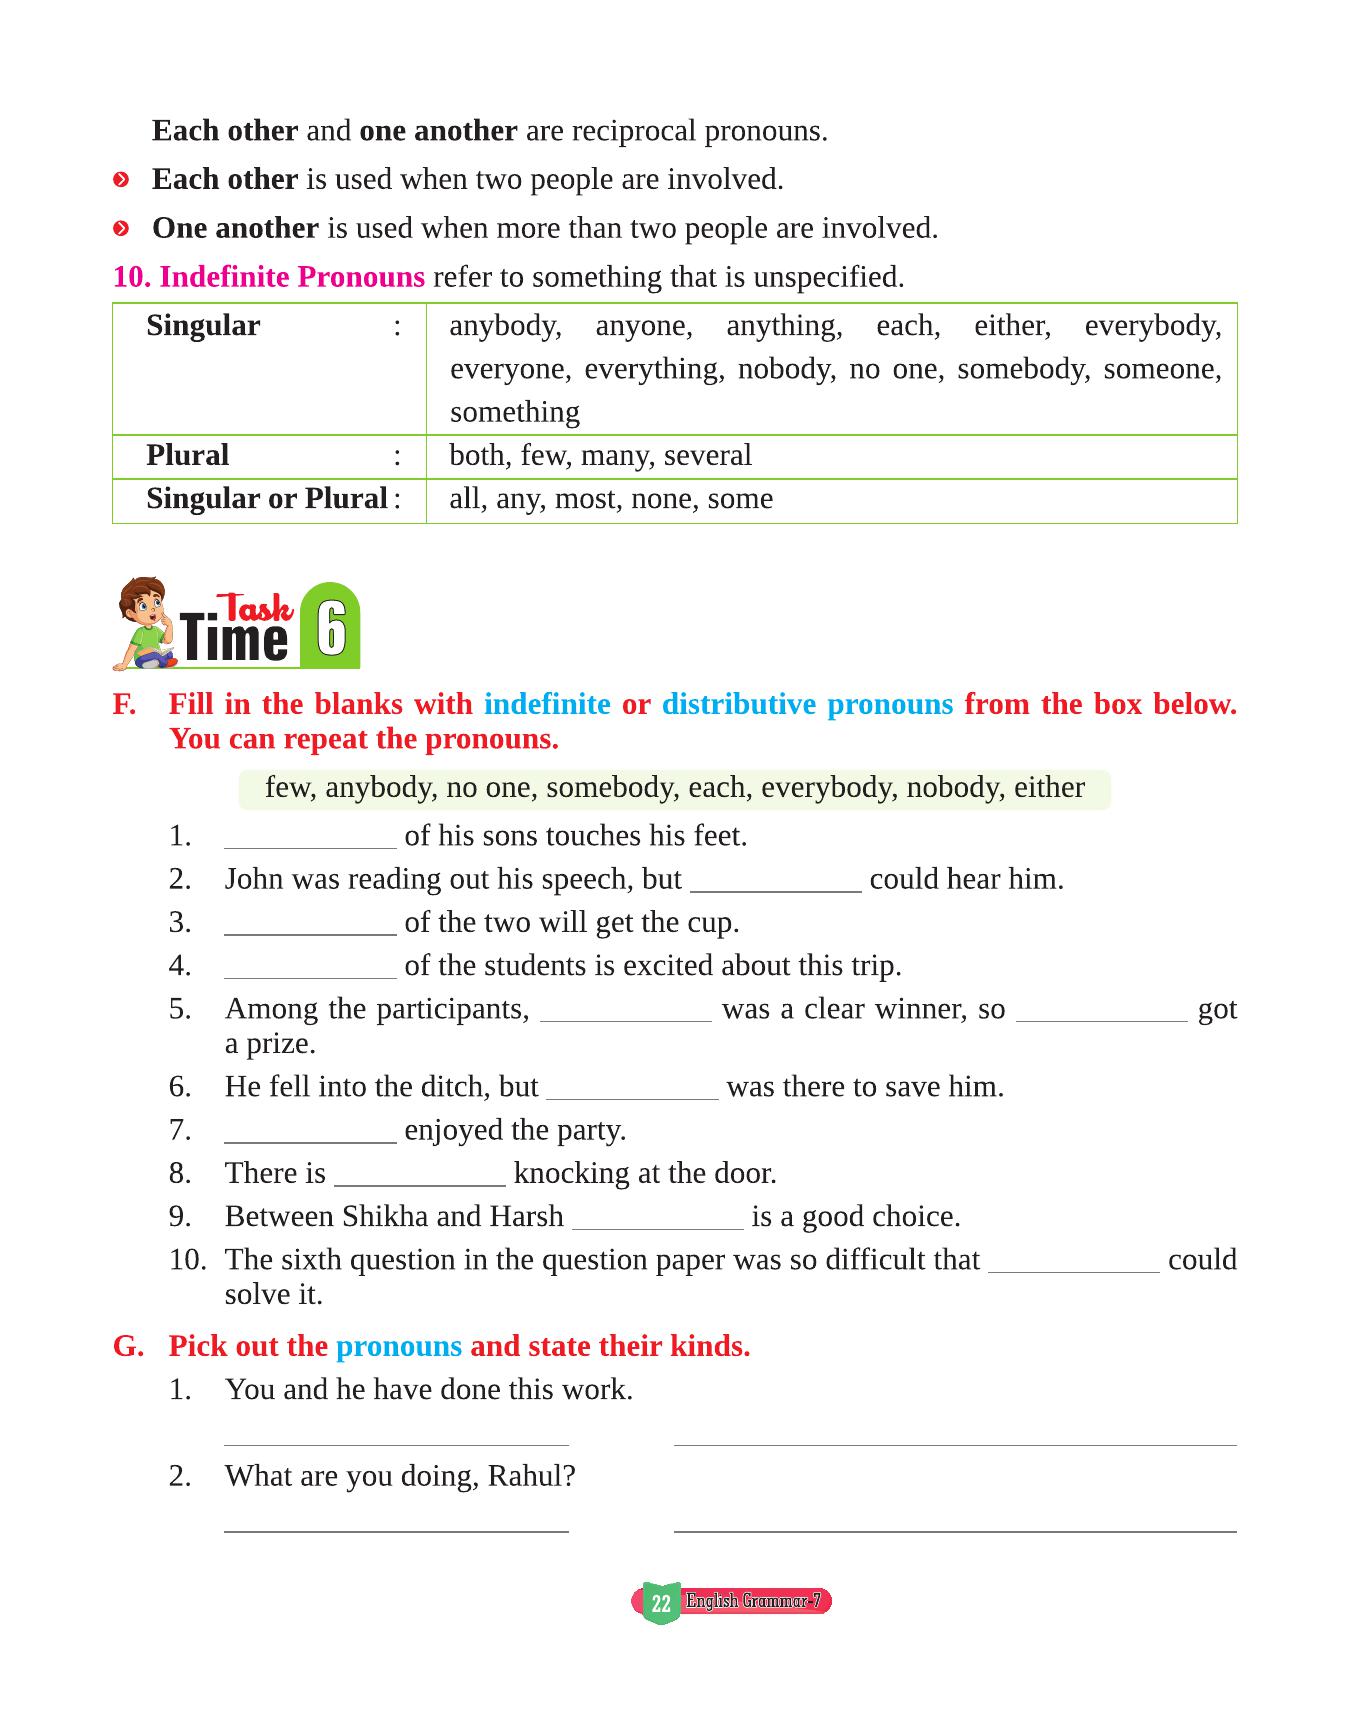 Each other and one another are reciprocal pronouns.
Each other is used when two people are involved.
One another is used when more than two people are involved.
10. Indefinite Pronouns refer to something that is unspecified.
Singular : anybody, anyone, anything, each, either, everybody,
everyone, everything, nobody, no one, somebody, someone,
something
Plural : both, few, many, several
Singular or Plural : all, any, most, none, some
Task
Time 6
F. Fill in the blanks with indefinite or distributive pronouns from the box below.
You can repeat the pronouns.
few, anybody, no one, somebody, each, everybody, nobody, either
1. ___________ of his sons touches his feet.
2. John was reading out his speech, but ___________ could hear him.
3. ___________ of the two will get the cup.
4. ___________ of the students is excited about this trip.
5. Among the participants, ___________ was a clear winner, so ___________ got
a prize.
6. He fell into the ditch, but ___________ was there to save him.
7. ___________ enjoyed the party.
8. There is ___________ knocking at the door.
9. Between Shikha and Harsh ___________ is a good choice.
10. The sixth question in the question paper was so difficult that ___________ could
solve it.
G. Pick out the pronouns and state their kinds.
1. You and he have done this work.
2. What are you doing, Rahul?
22 English Grammar-7